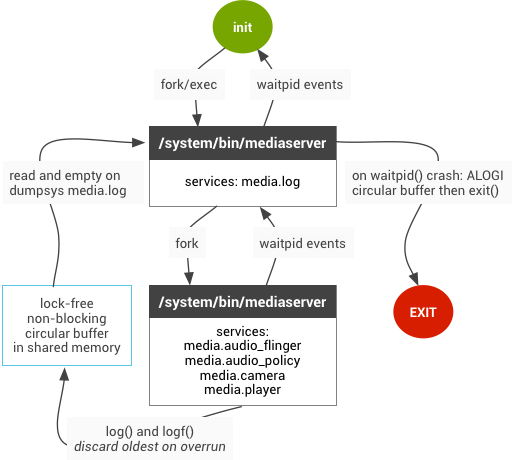 init
fork/exec
waitpid events
/system/bin/mediaserver
services: media.log
read and empty on
dumpsys media.log
on waitpid() crash: ALOGI
circular buffer then exit()
fork
waitpid events
/system/bin/mediaserver
services:
media.audio_flinger
media.audio_policy
media.camera
media.player
lock-free
non-blocking
circular buffer
in shared memory
EXIT
log() and logf()
discard oldest on overrun